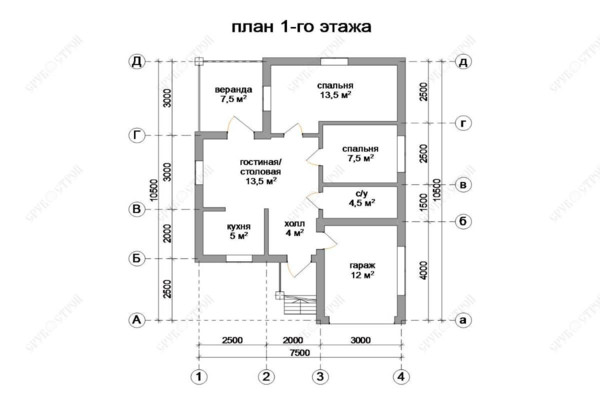 план 1-го этажа
Д
д
веранда
7,5 м²
спальня
13,5 м²
3000
2500
Г
г
гостиная/
столовая
13,5 м²
спальня
7,5 м²
3000
2500
10500
10500
в
с/у
4,5 м²
1500
В
б
кухня
5 м²
холл
4 м²
2000
гараж
12 м²
4000
Б
2500
А
а
2500
2000
3000
7500
1
2
3
4